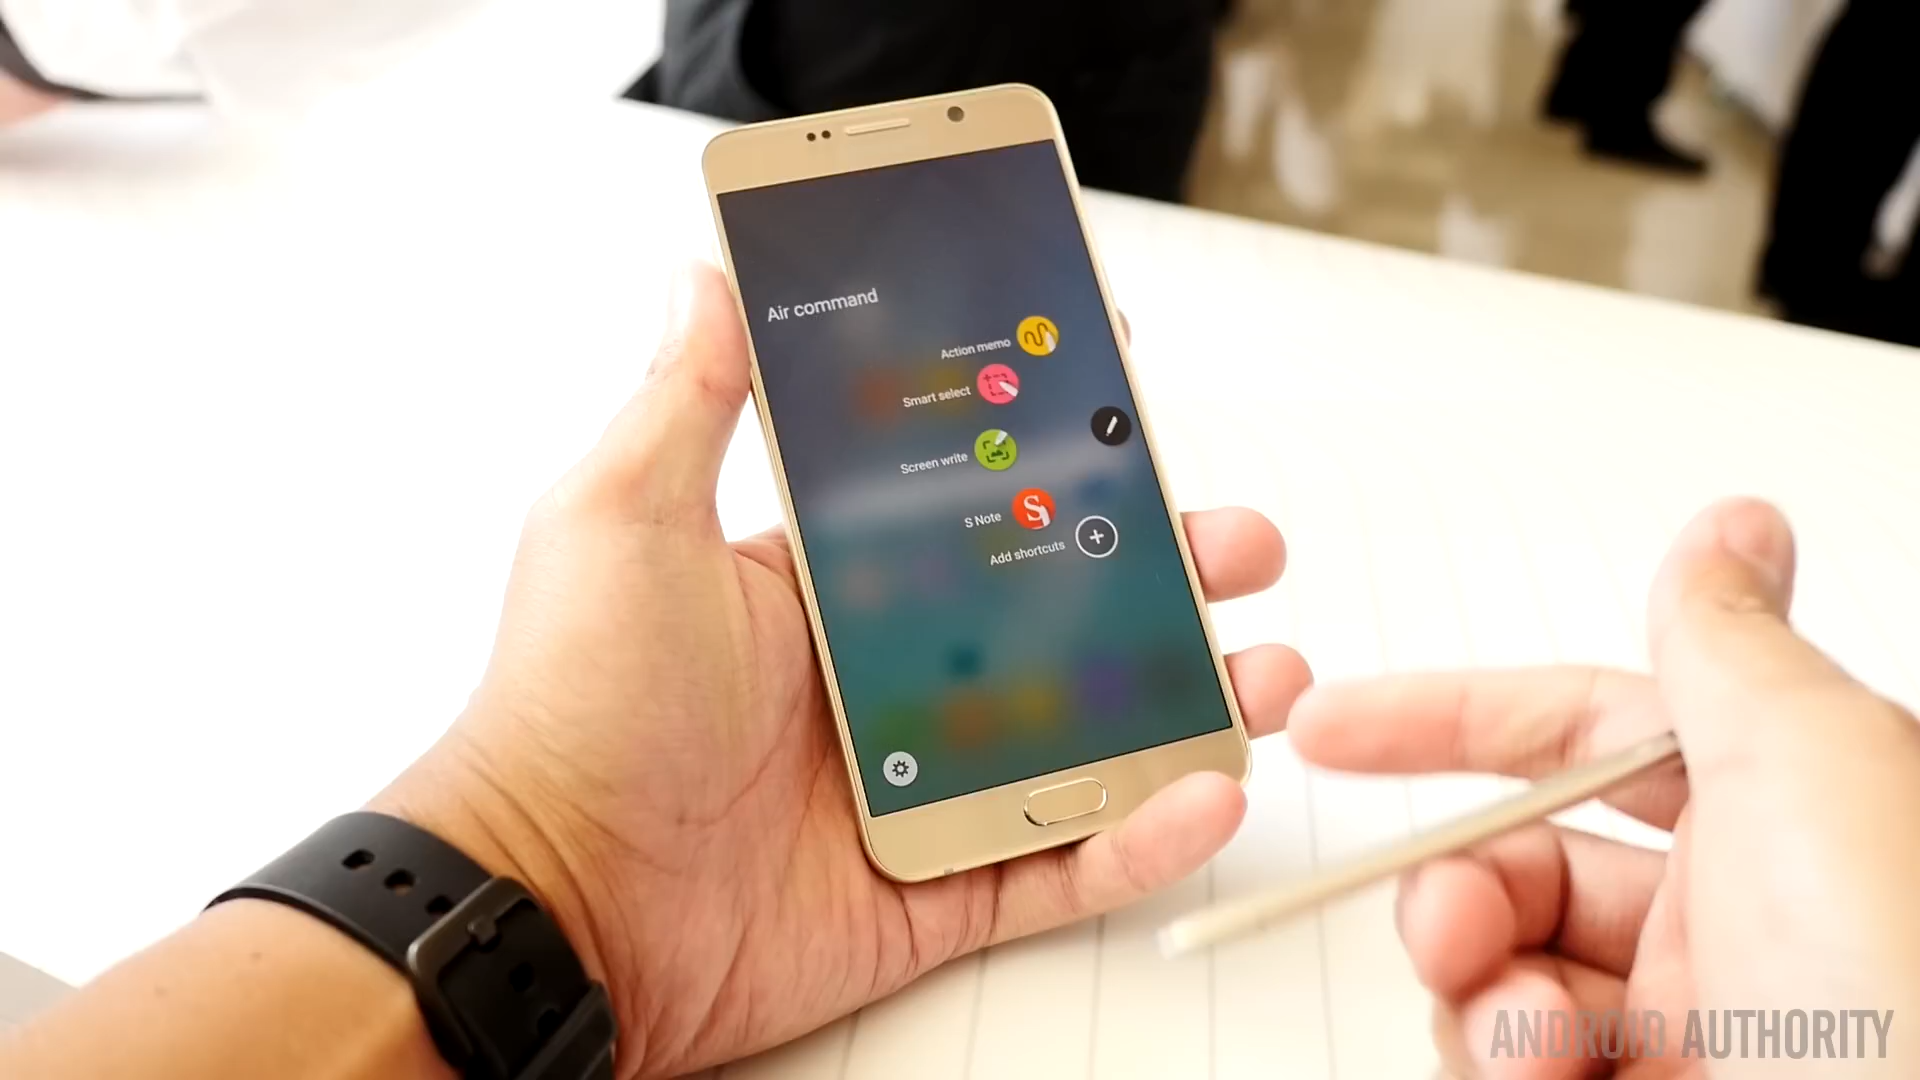 Air command
Action memo
Smart select
Screen write
S
S Note
Add shortcuts
ANDROID AUTHORITY